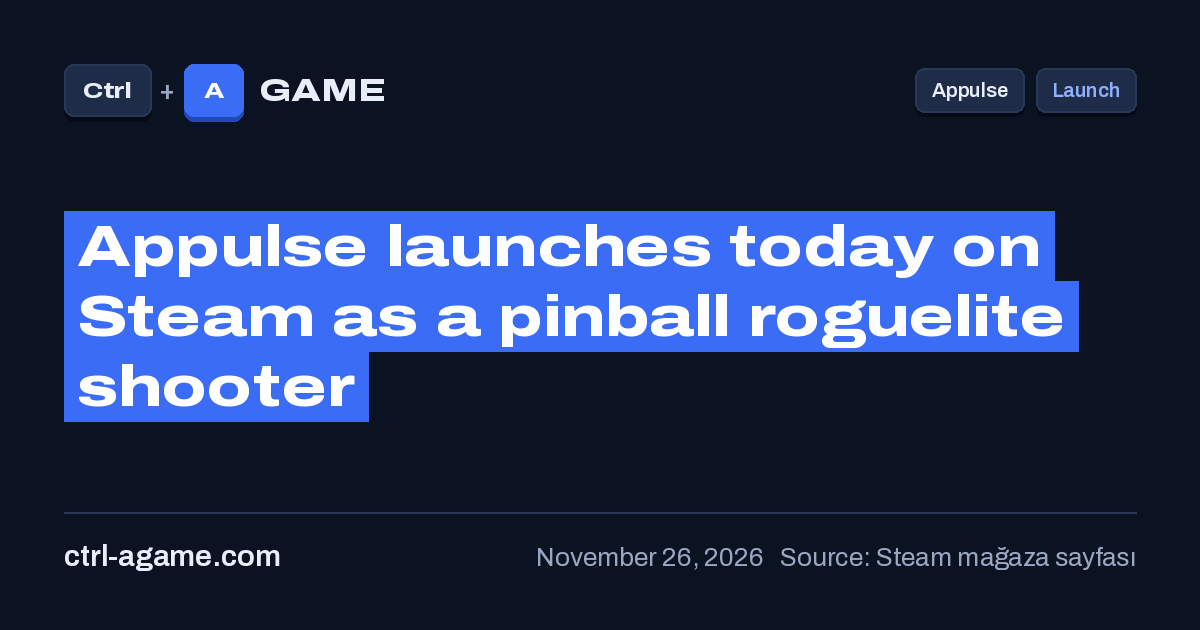 Ctrl + A GAME
Appulse Launch
Appulse launches today on
Steam as a pinball roguelite
shooter
ctrl-agame.com
November 26, 2026 Source: Steam mağaza sayfası